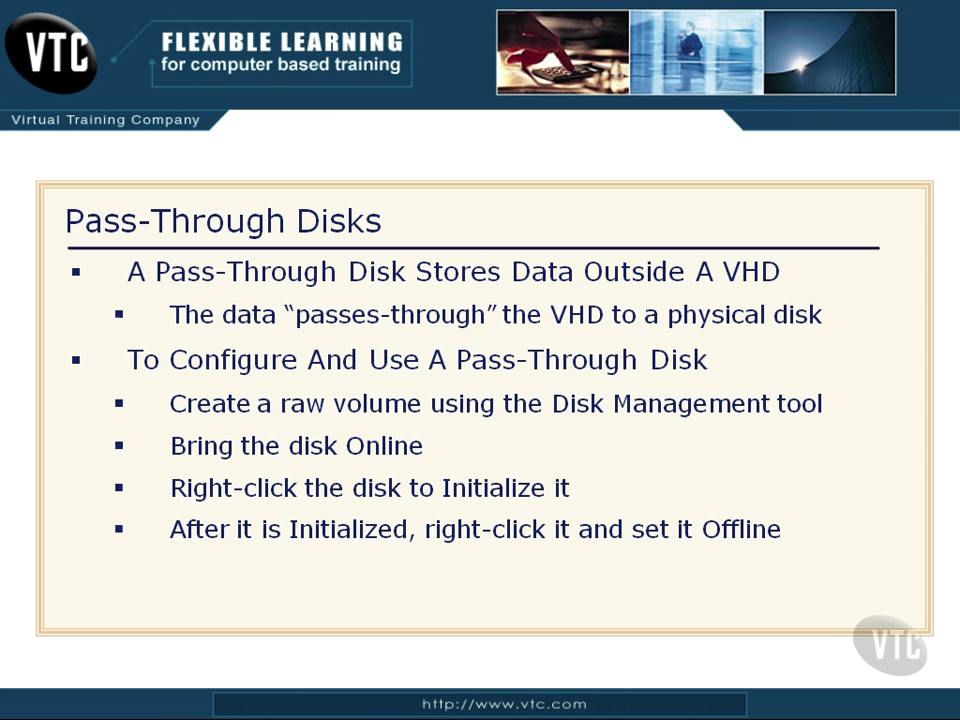 VTC
FLEXIBLE LEARNING
for computer based training
Virtual Training Company
Pass-Through Disks
▪ A Pass-Through Disk Stores Data Outside A VHD
▪ The data “passes-through” the VHD to a physical disk
▪ To Configure And Use A Pass-Through Disk
▪ Create a raw volume using the Disk Management tool
▪ Bring the disk Online
▪ Right-click the disk to Initialize it
▪ After it is Initialized, right-click it and set it Offline
VTC
http://www.vtc.com